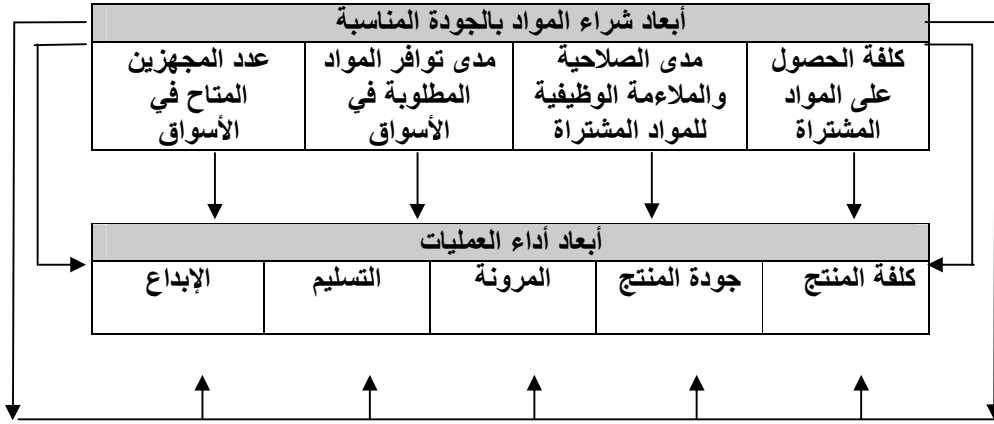 أبعاد شراء المواد بالجودة المناسبة
كلفة الحصول
على المواد
المشتراة
مدى الصلاحية
والملاءمة الوظيفية
للمواد المشتراة
مدى توافر المواد
المطلوبة في
الأسواق
عدد المجهزين
المتاح في
الأسواق
أبعاد أداء العمليات
كلفة المنتج
جودة المنتج
المرونة
التسليم
الإبداع